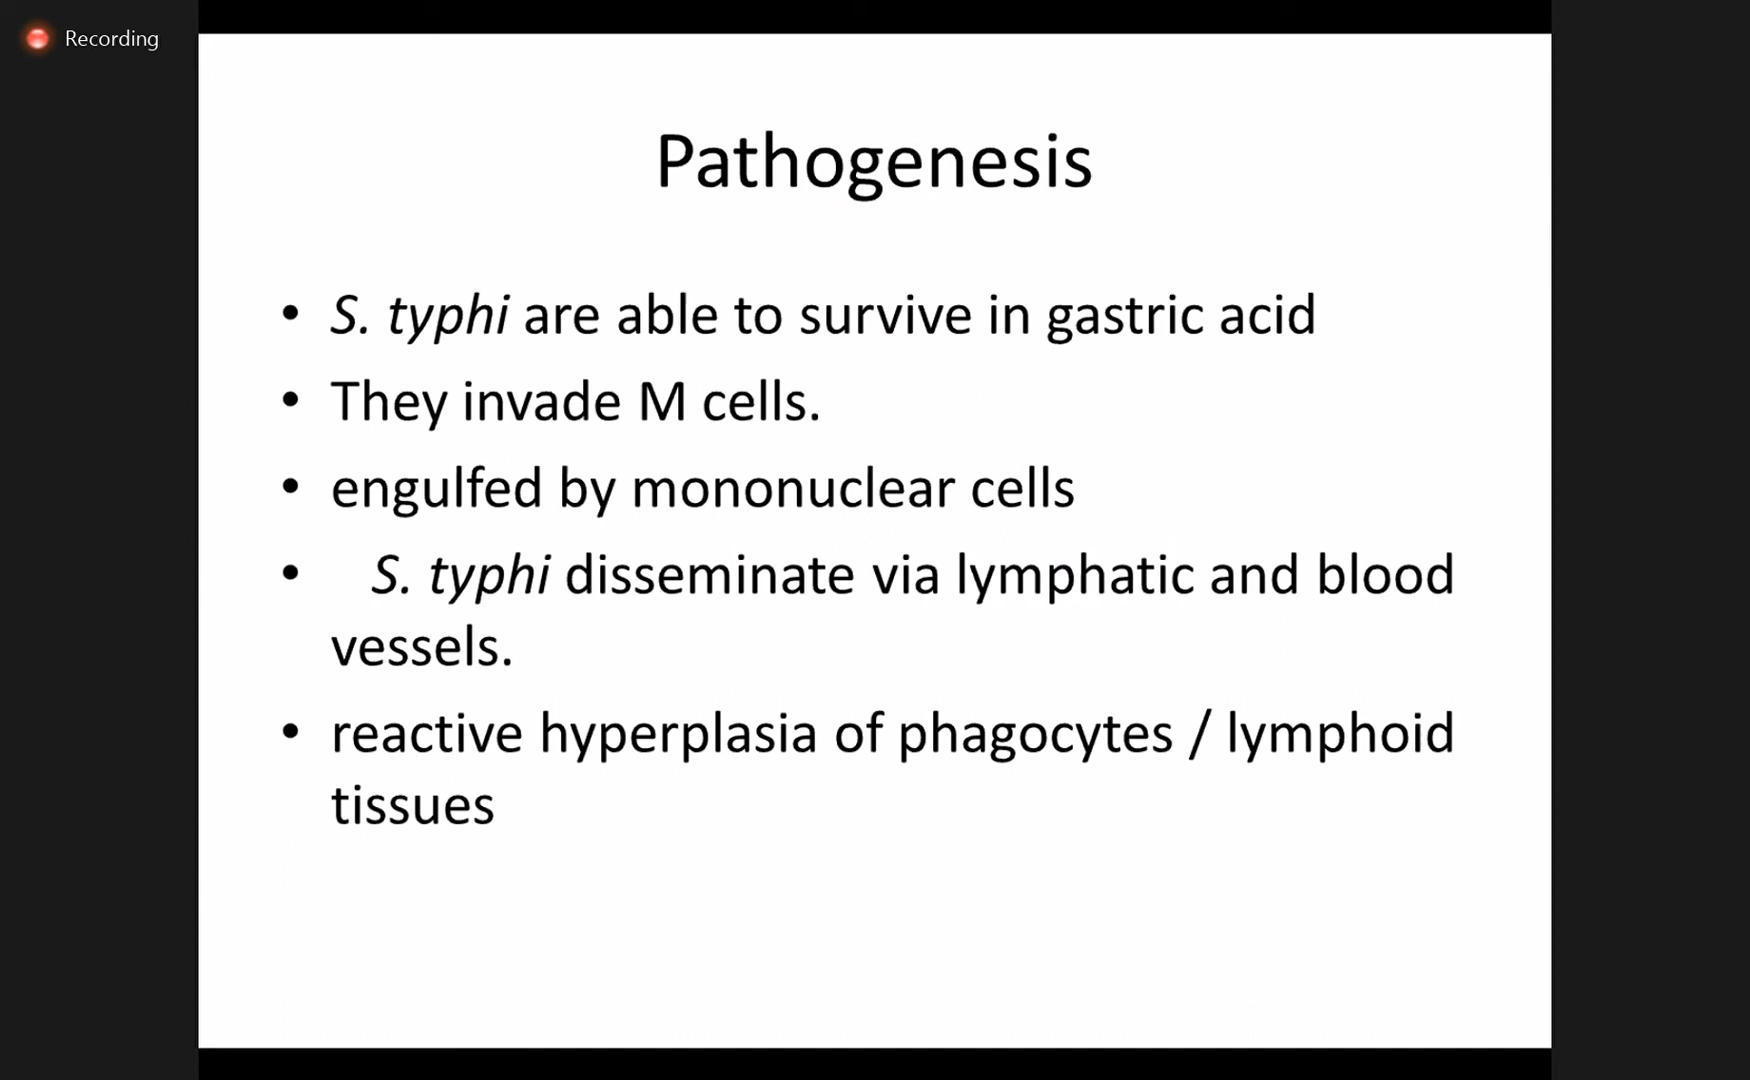 Recording
Pathogenesis
• S. typhi are able to survive in gastric acid
• They invade M cells.
• engulfed by mononuclear cells
• S. typhi disseminate via lymphatic and blood
vessels.
• reactive hyperplasia of phagocytes / lymphoid
tissues